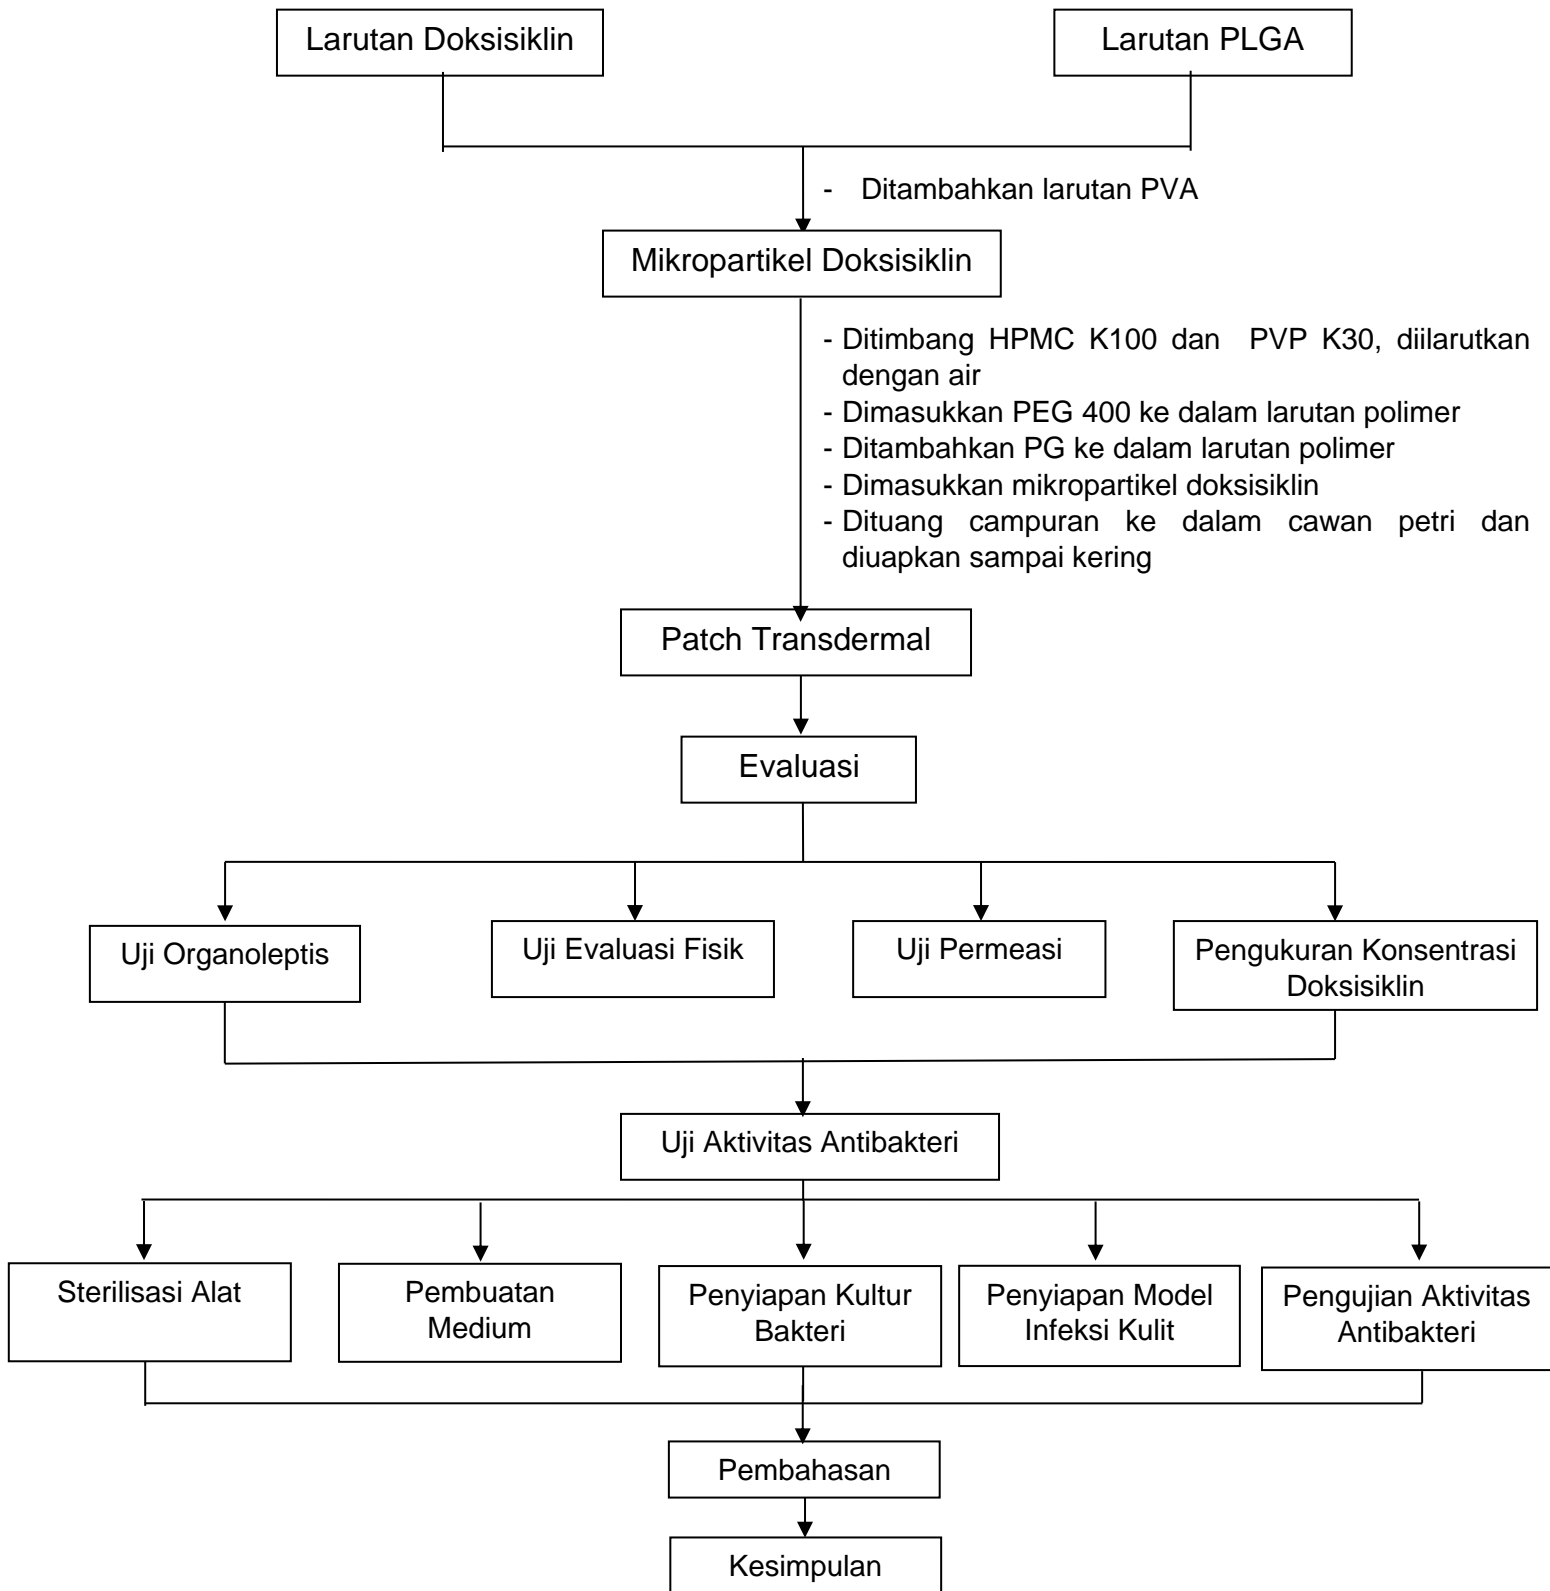 Larutan Doksisiklin
Larutan PLGA
- Ditambahkan larutan PVA
Mikropartikel Doksisiklin
- Ditimbang HPMC K100 dan PVP K30, diilarutkan
dengan air
- Dimasukkan PEG 400 ke dalam larutan polimer
- Ditambahkan PG ke dalam larutan polimer
- Dimasukkan mikropartikel doksisiklin
- Dituang campuran ke dalam cawan petri dan
diuapkan sampai kering
Patch Transdermal
Evaluasi
Uji Organoleptis
Uji Evaluasi Fisik
Uji Permeasi
Pengukuran Konsentrasi
Doksisiklin
Uji Aktivitas Antibakteri
Sterilisasi Alat
Pembuatan
Medium
Penyiapan Kultur
Bakteri
Penyiapan Model
Infeksi Kulit
Pengujian Aktivitas
Antibakteri
Pembahasan
Kesimpulan